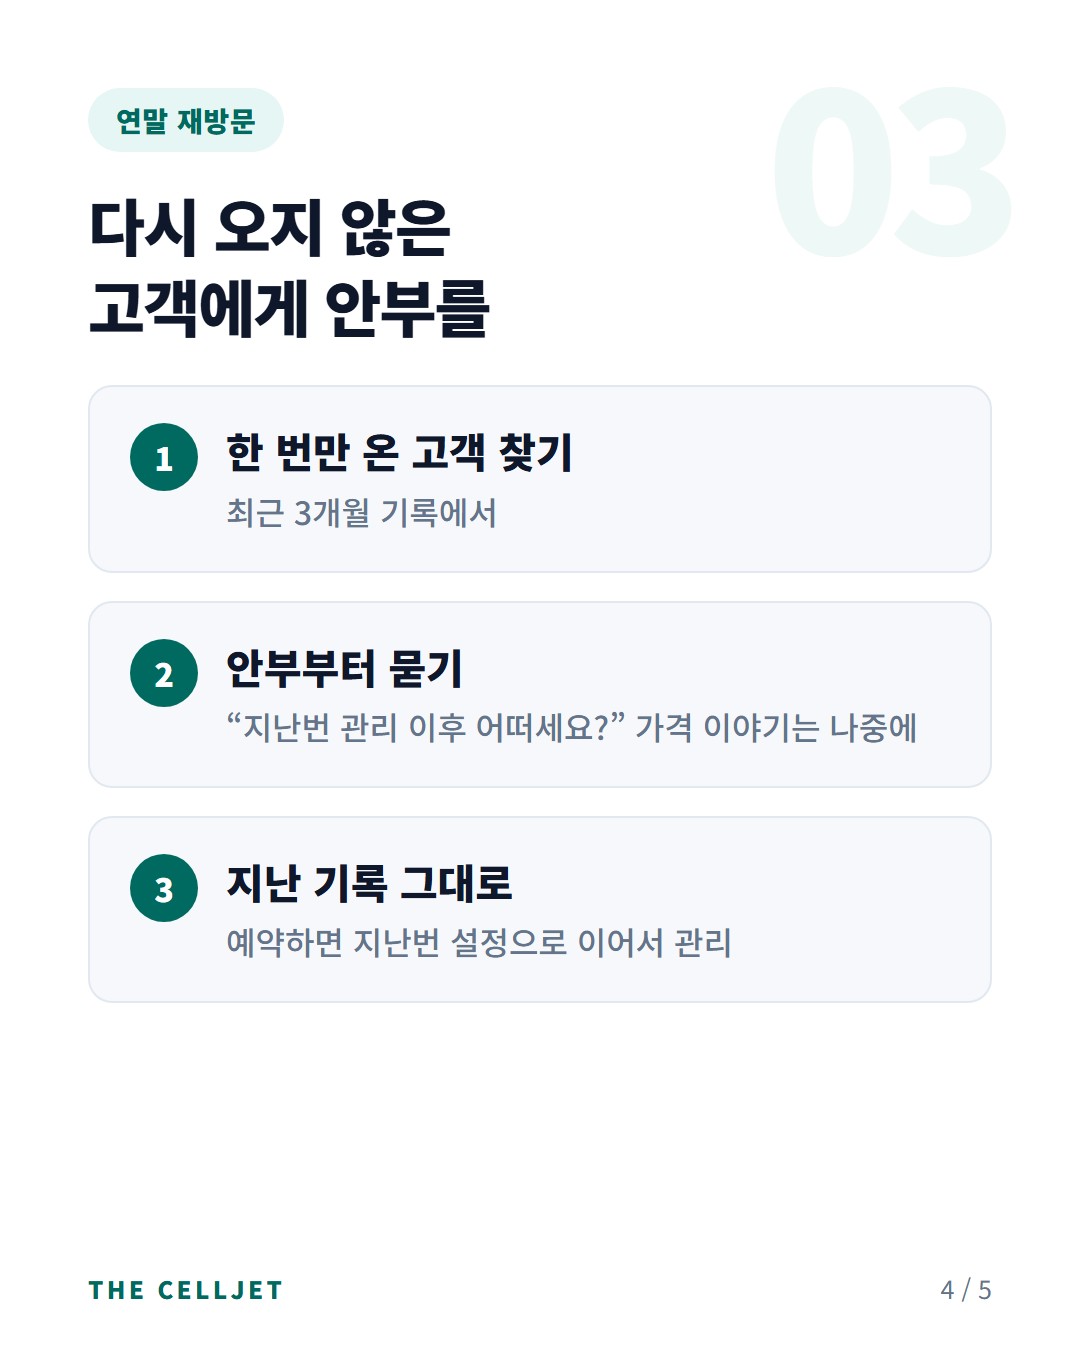 연말 재방문
03
다시 오지 않은
고객에게 안부를
1
한 번만 온 고객 찾기
최근 3개월 기록에서
2
안부부터 묻기
“지난번 관리 이후 어떠세요?” 가격 이야기는 나중에
3
지난 기록 그대로
예약하면 지난번 설정으로 이어서 관리
THE CELLJET
4 / 5